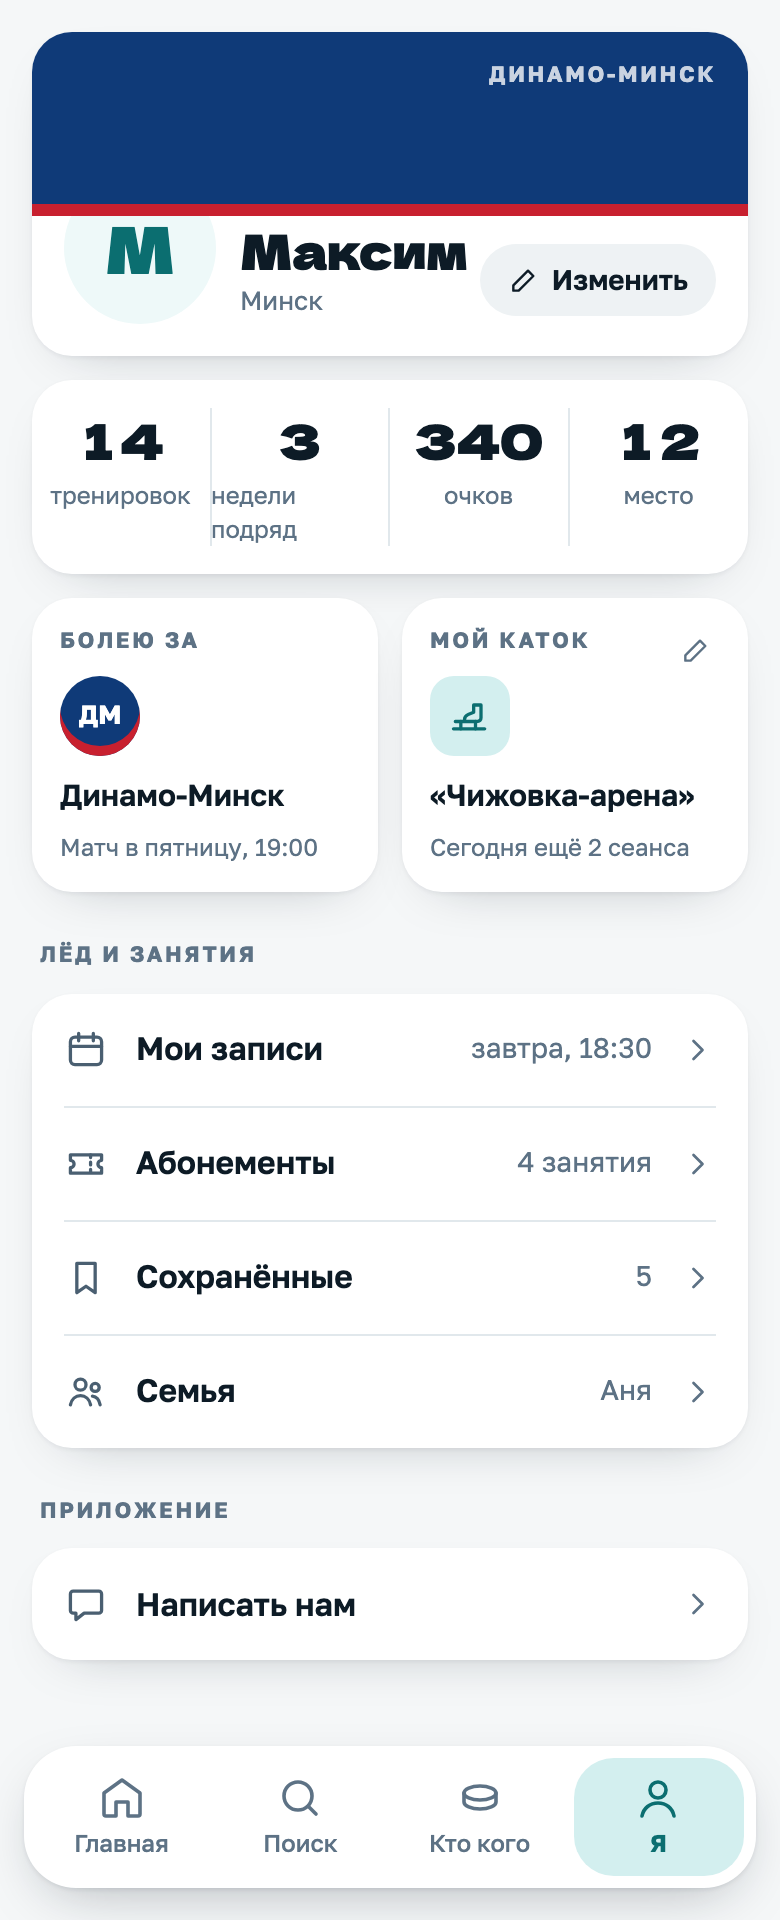 ДИНАМО-МИНСК
М
Максим
Минск
Изменить
14
тренировок
3
недели
подряд
340
очков
12
место
БОЛЕЮ ЗА
ДМ
Динамо-Минск
Матч в пятницу, 19:00
МОЙ КАТОК
«Чижовка-арена»
Сегодня ещё 2 сеанса
ЛЁД И ЗАНЯТИЯ
Мои записи завтра, 18:30
Абонементы 4 занятия
Сохранённые 5
Семья Аня
ПРИЛОЖЕНИЕ
Написать нам
Главная Поиск Кто кого Я